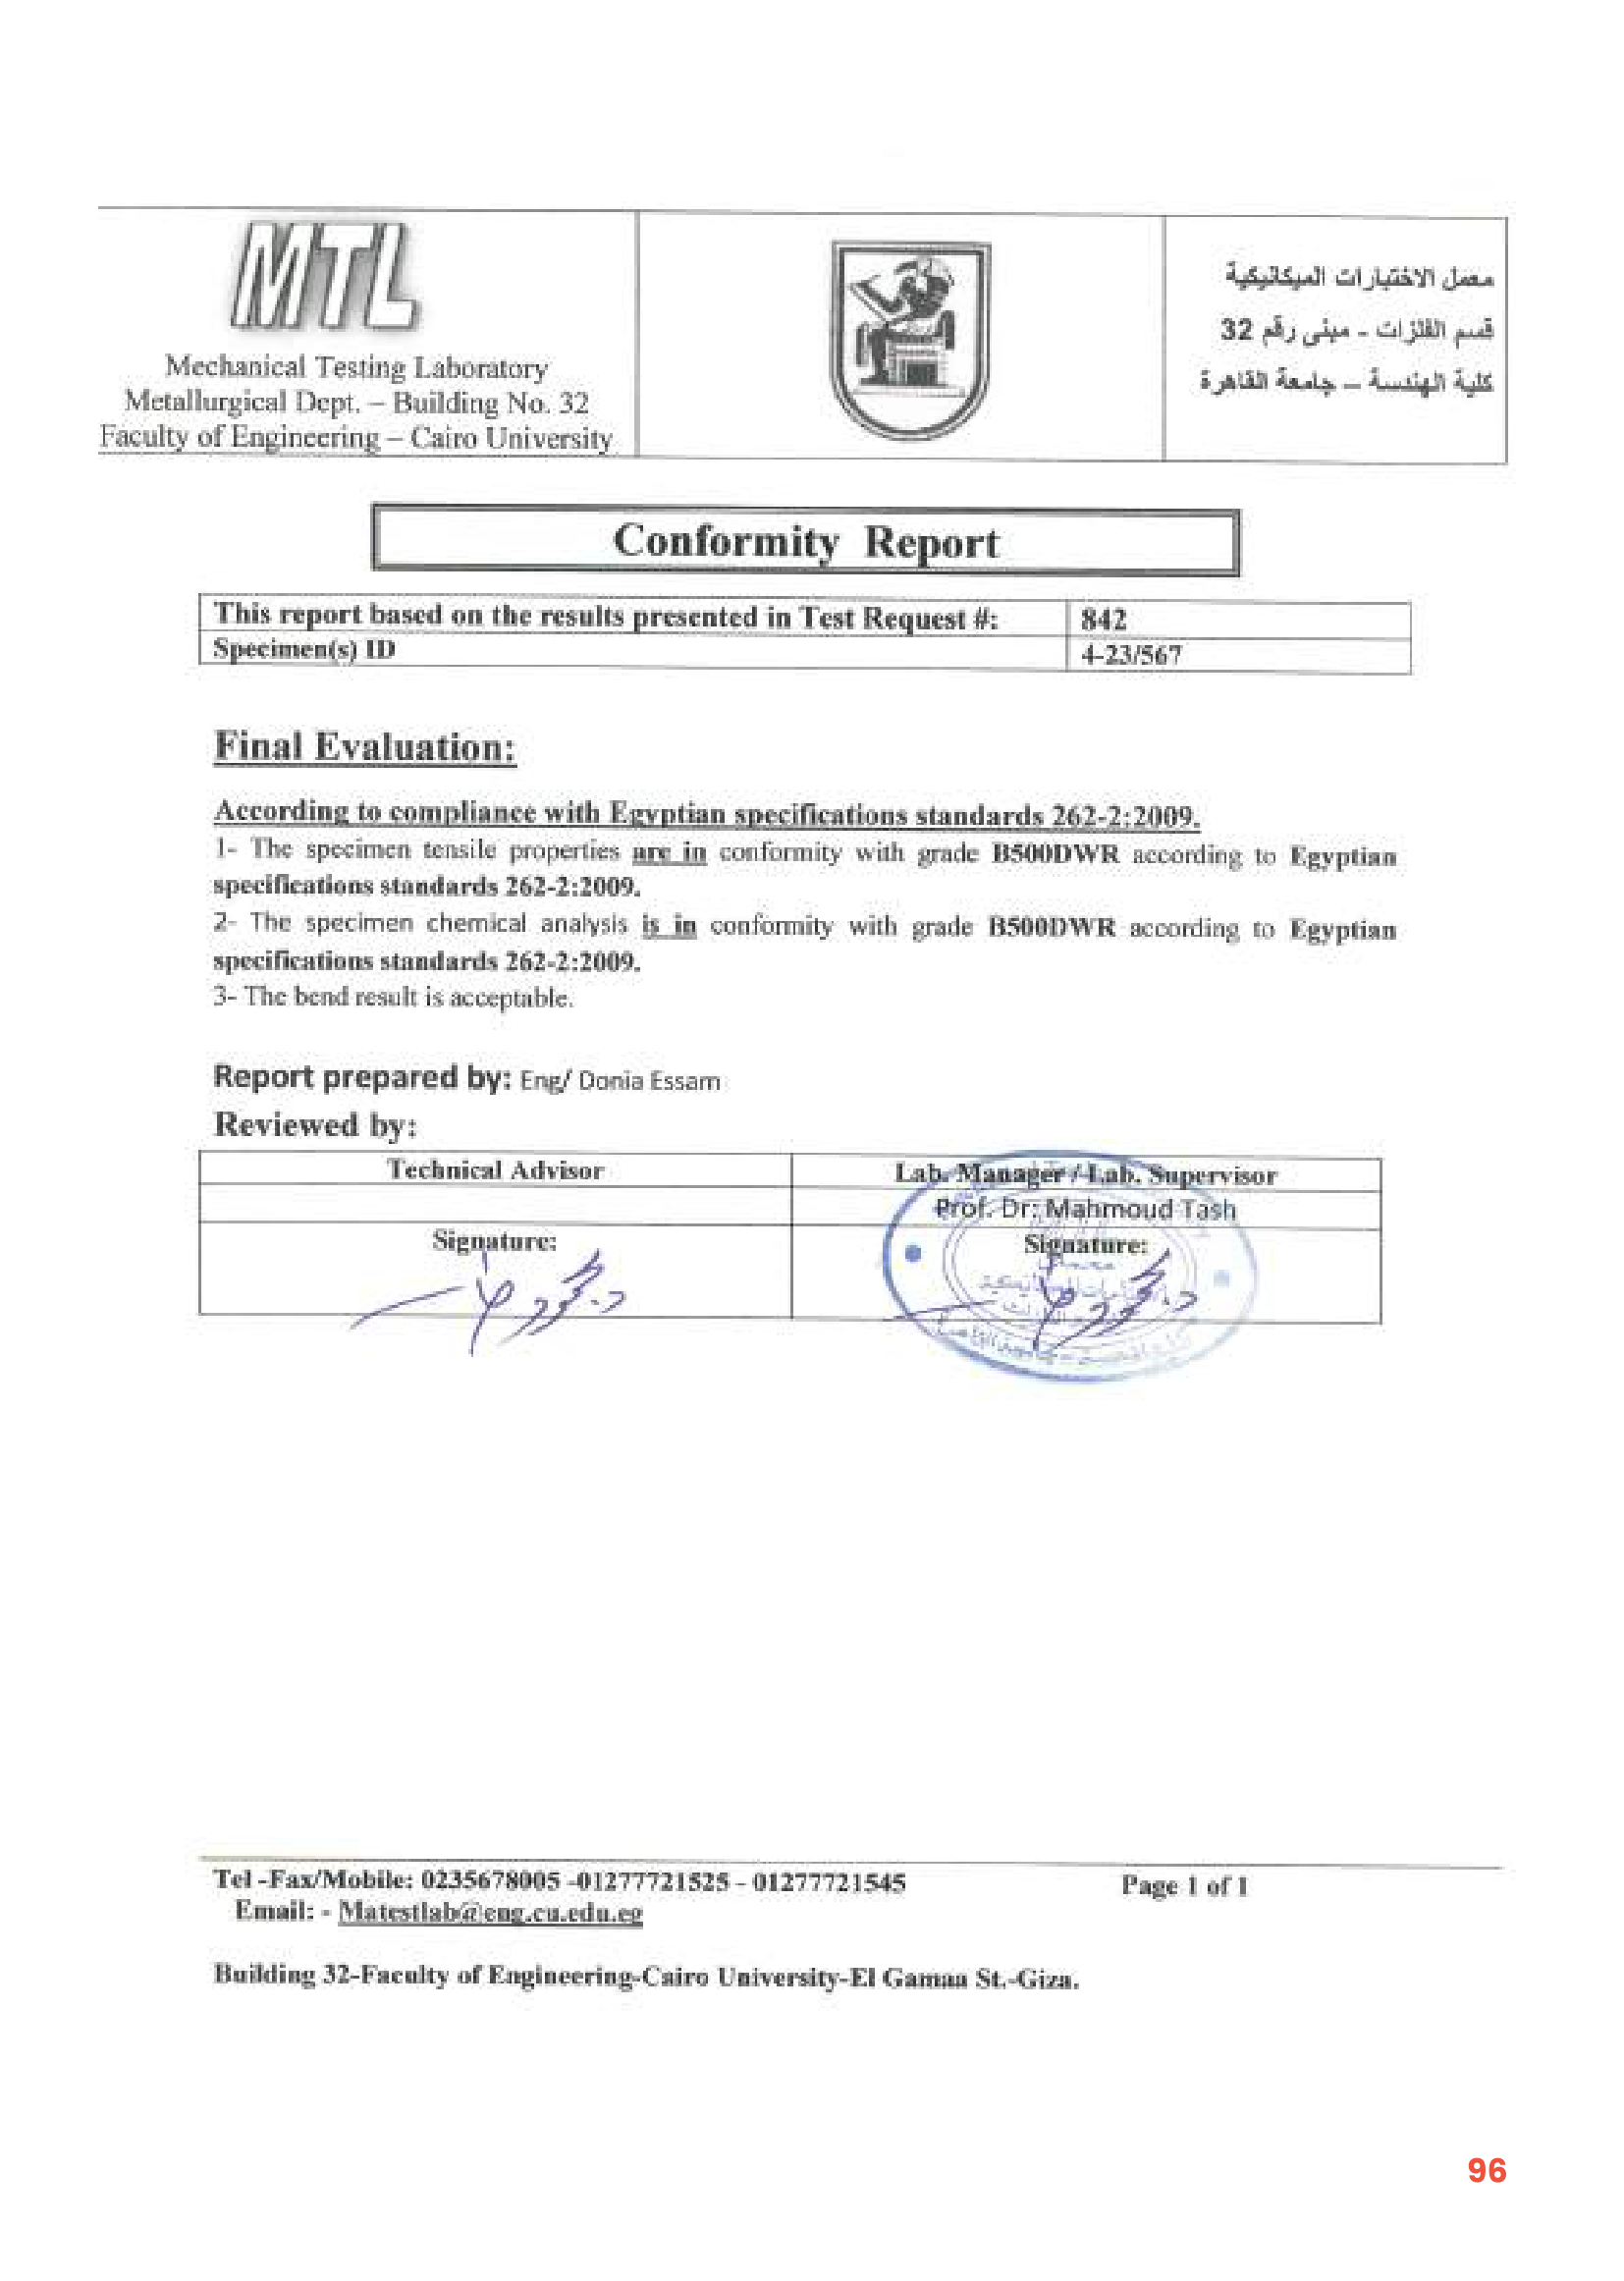 MTL
Mechanical Testing Laboratory
Metallurgical Dept. – Building No. 32
Faculty of Engineering – Cairo University
معمل الاختبارات الميكانيكية
قسم الفلزات - مبنى رقم 32
كلية الهندسة – جامعة القاهرة
Conformity Report
This report based on the results presented in Test Request #: 842
Specimen(s) ID 4-23/567
Final Evaluation:
According to compliance with Egyptian specifications standards 262-2:2009.
1- The specimen tensile properties are in conformity with grade B500DWR according to Egyptian
specifications standards 262-2:2009.
2- The specimen chemical analysis is in conformity with grade B500DWR according to Egyptian
specifications standards 262-2:2009.
3- The bend result is acceptable.
Report prepared by: Eng/ Donia Essam
Reviewed by:
Technical Advisor Lab. Manager / Lab. Supervisor
Prof. Dr: Mahmoud Tash
Signature: Signature:
Tel -Fax/Mobile: 0235678005 -01277721525 - 01277721545 Page 1 of 1
Email: - Matestlab@eng.cu.edu.eg
Building 32-Faculty of Engineering-Cairo University-El Gamaa St.-Giza.
96